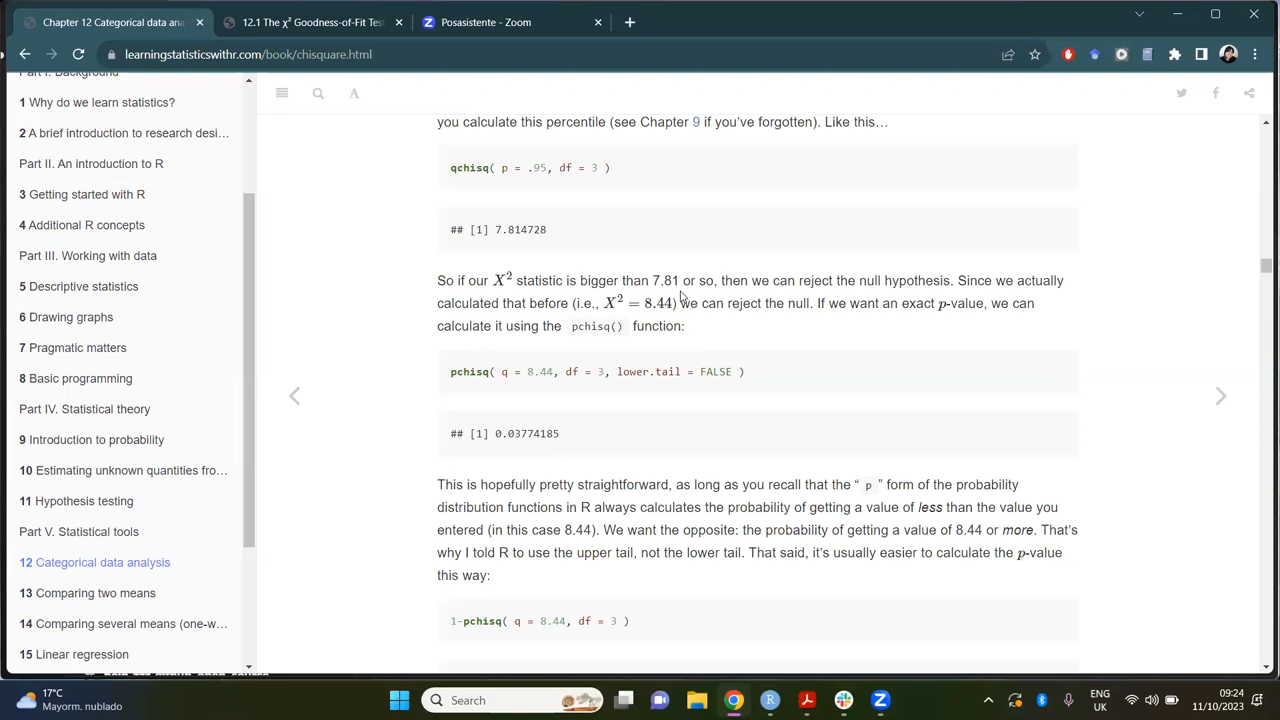 Chapter 12 Categorical data ana
12.1 The χ² Goodness-of-Fit Tes
Posasistente - Zoom
learningstatisticswithr.com/book/chisquare.html
Part I. Background
1 Why do we learn statistics?
2 A brief introduction to research desi…
Part II. An introduction to R
3 Getting started with R
4 Additional R concepts
Part III. Working with data
5 Descriptive statistics
6 Drawing graphs
7 Pragmatic matters
8 Basic programming
Part IV. Statistical theory
9 Introduction to probability
10 Estimating unknown quantities fro…
11 Hypothesis testing
Part V. Statistical tools
12 Categorical data analysis
13 Comparing two means
14 Comparing several means (one-w…
15 Linear regression
A
you calculate this percentile (see Chapter 9 if you've forgotten). Like this…
qchisq( p = .95, df = 3 )
## [1] 7.814728
So if our X² statistic is bigger than 7.81 or so, then we can reject the null hypothesis. Since we actually
calculated that before (i.e., X² = 8.44) we can reject the null. If we want an exact p-value, we can
calculate it using the pchisq() function:
pchisq( q = 8.44, df = 3, lower.tail = FALSE )
## [1] 0.03774185
This is hopefully pretty straightforward, as long as you recall that the “ p ” form of the probability
distribution functions in R always calculates the probability of getting a value of less than the value you
entered (in this case 8.44). We want the opposite: the probability of getting a value of 8.44 or more. That's
why I told R to use the upper tail, not the lower tail. That said, it's usually easier to calculate the p-value
this way:
1-pchisq( q = 8.44, df = 3 )
17°C
Mayorm. nublado
Search
ENG
UK
09:24
11/10/2023